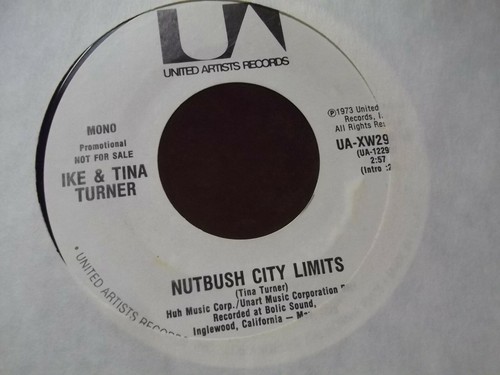 UA
UNITED ARTISTS RECORDS
MONO
Promotional
NOT FOR SALE
IKE & TINA
TURNER
℗1973 United
Records, I
All Rights Re
UA-XW29
(UA-1229
2:57
(Intro :2
NUTBUSH CITY LIMITS
(Tina Turner)
Huh Music Corp./Unart Music Corporation
Recorded at Bolic Sound,
Inglewood, California —
• UNITED ARTISTS RECORDS